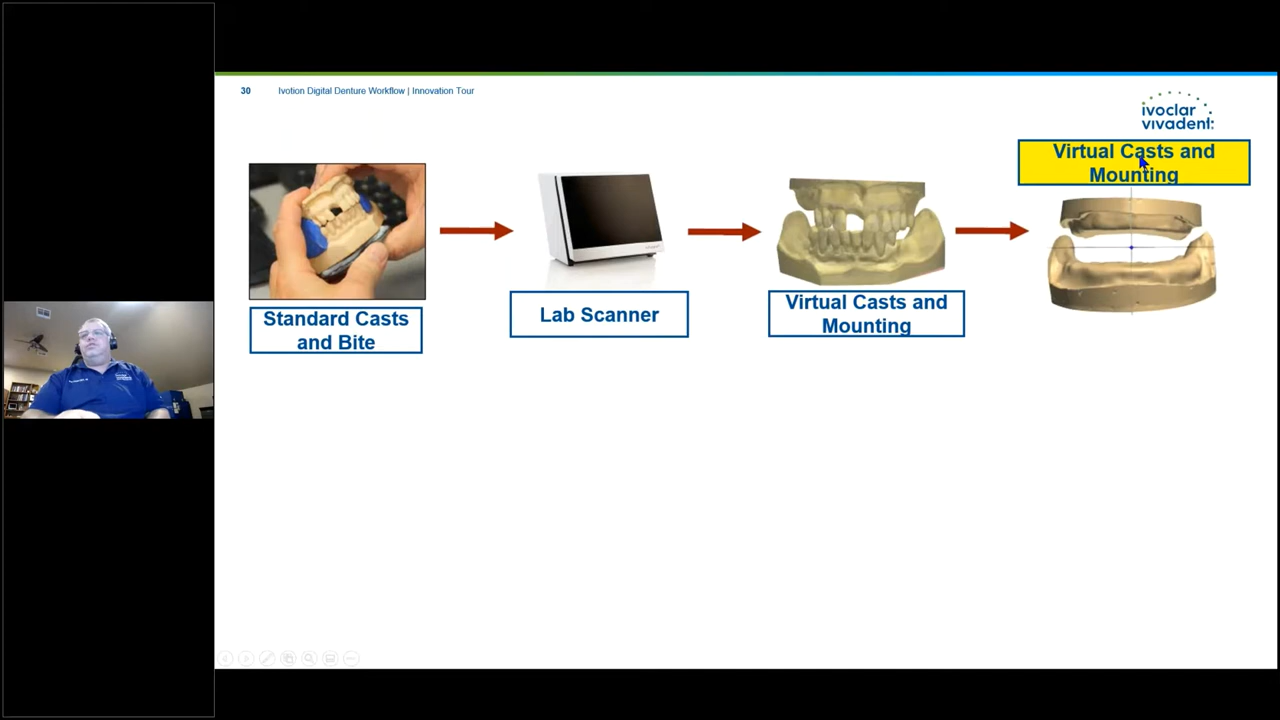 30 Ivotion Digital Denture Workflow | Innovation Tour
ivoclar
vivadent:
Virtual Casts and
Mounting
Standard Casts
and Bite
Lab Scanner
Virtual Casts and
Mounting